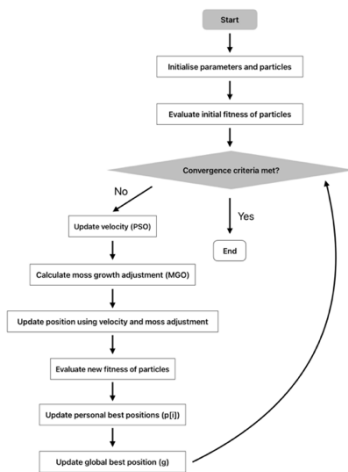 Start
Initialise parameters and particles
Evaluate initial fitness of particles
Convergence criteria met?
No
Yes
Update velocity (PSO)
End
Calculate moss growth adjustment (MGO)
Update position using velocity and moss adjustment
Evaluate new fitness of particles
Update personal best positions (p[i])
Update global best position (g)